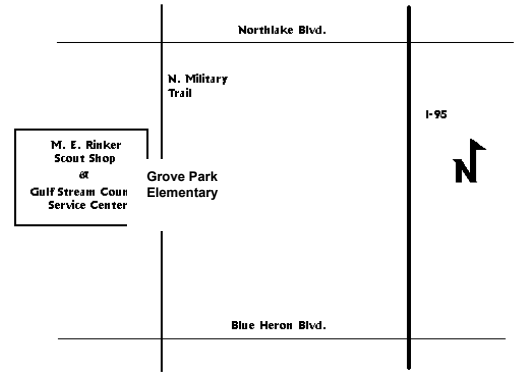 Northlake Blvd.
N. Military
Trail
I-95
M. E. Rinker
Scout Shop
&
Gulf Stream Coun
Service Center
Grove Park
Elementary
N
Blue Heron Blvd.